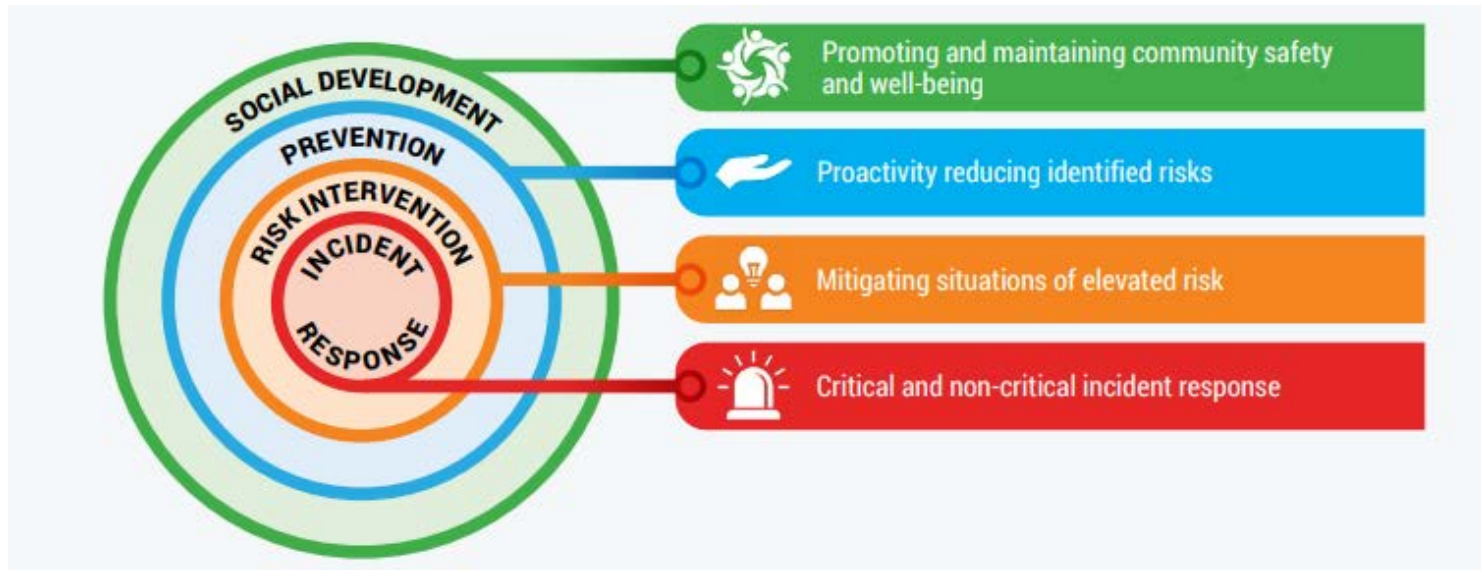 SOCIAL DEVELOPMENT
PREVENTION
RISK INTERVENTION
INCIDENT
RESPONSE
Promoting and maintaining community safety
and well-being
Proactivity reducing identified risks
Mitigating situations of elevated risk
Critical and non-critical incident response